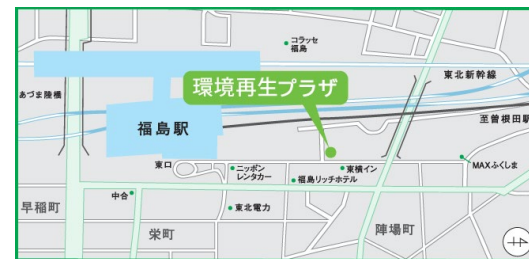 コラッセ
福島
東北新幹線
あづま陸橋
環境再生プラザ
至曽根田駅
福島駅
東口
ニッポン
レンタカー
東横イン
MAXふくしま
福島リッチホテル
中合
早稲町
東北電力
栄町
陣場町